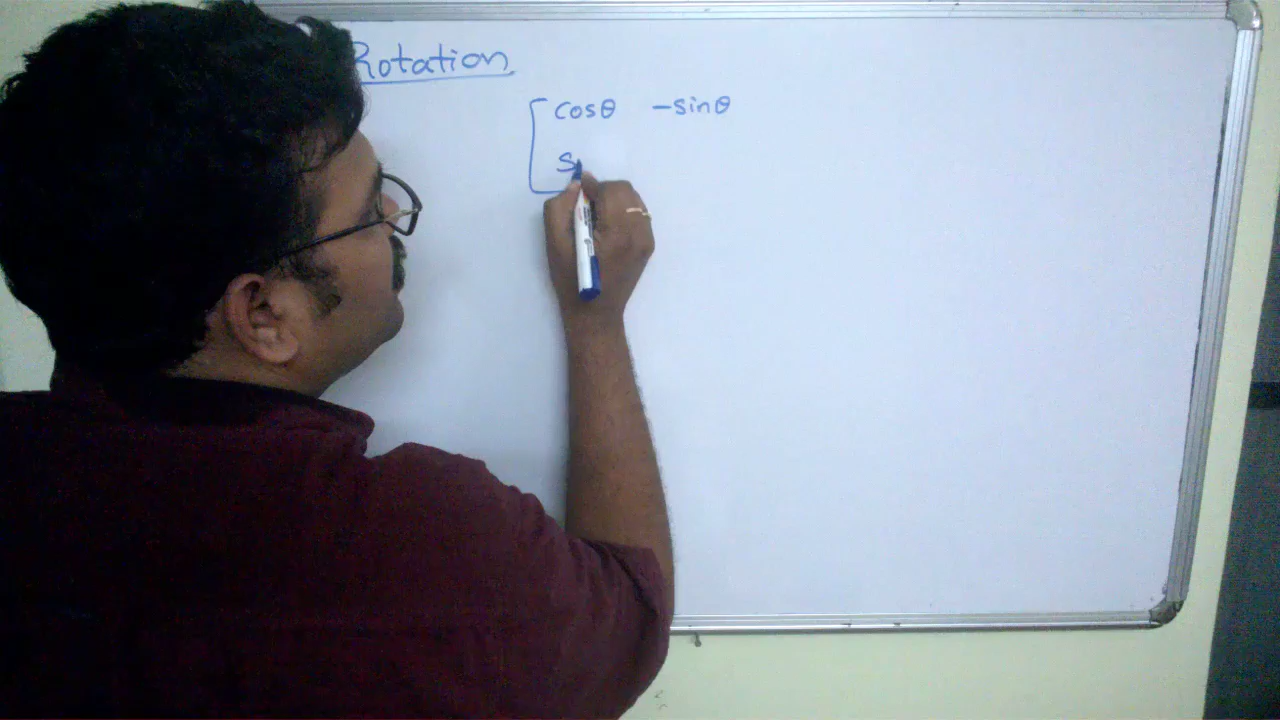 Rotation
cosθ -sinθ
s